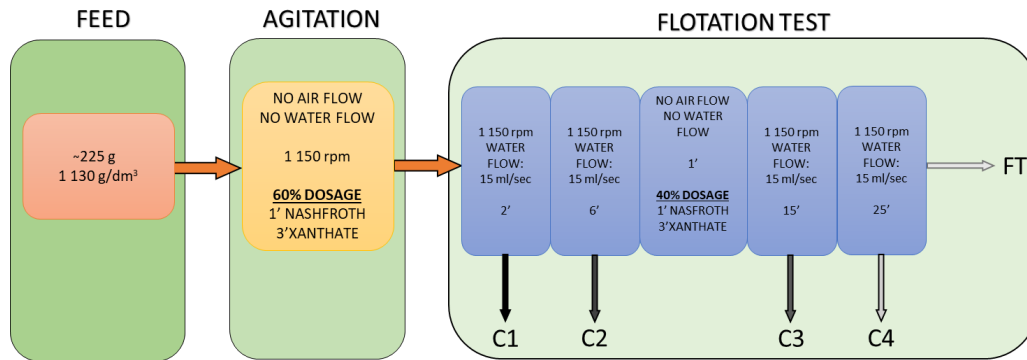 FEED
~225 g
1 130 g/dm³
AGITATION
NO AIR FLOW
NO WATER FLOW
1 150 rpm
60% DOSAGE
1' NASHFROTH
3'XANTHATE
FLOTATION TEST
1 150 rpm
WATER
FLOW:
15 ml/sec
2'
1 150 rpm
WATER
FLOW:
15 ml/sec
6'
NO AIR FLOW
NO WATER
FLOW
1'
40% DOSAGE
1' NASFROTH
3'XANTHATE
1 150 rpm
WATER
FLOW:
15 ml/sec
15'
1 150 rpm
WATER
FLOW:
15 ml/sec
25'
FT
C1
C2
C3
C4